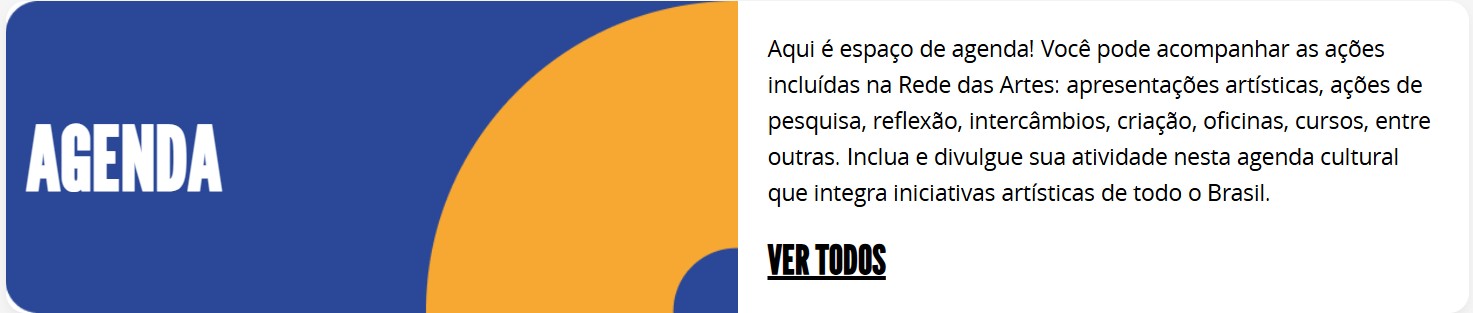 AGENDA
Aqui é espaço de agenda! Você pode acompanhar as ações
incluídas na Rede das Artes: apresentações artísticas, ações de
pesquisa, reflexão, intercâmbios, criação, oficinas, cursos, entre
outras. Inclua e divulgue sua atividade nesta agenda cultural
que integra iniciativas artísticas de todo o Brasil.
VER TODOS